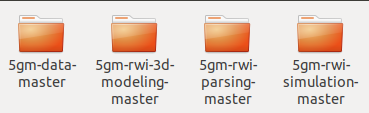 5gm-data-
master
5gm-rwi-3d-
modeling-
master
5gm-rwi-
parsing-
master
5gm-rwi-
simulation-
master